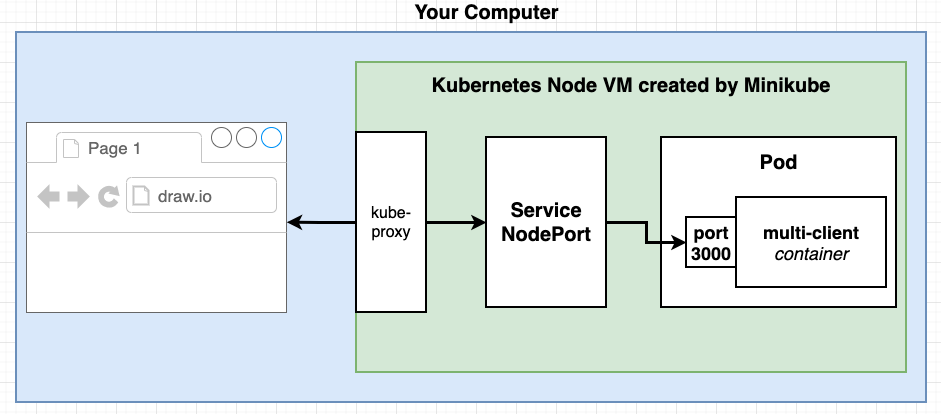 Your Computer
Kubernetes Node VM created by Minikube
Page 1
draw.io
kube-
proxy
Service
NodePort
Pod
port
3000
multi-client
container